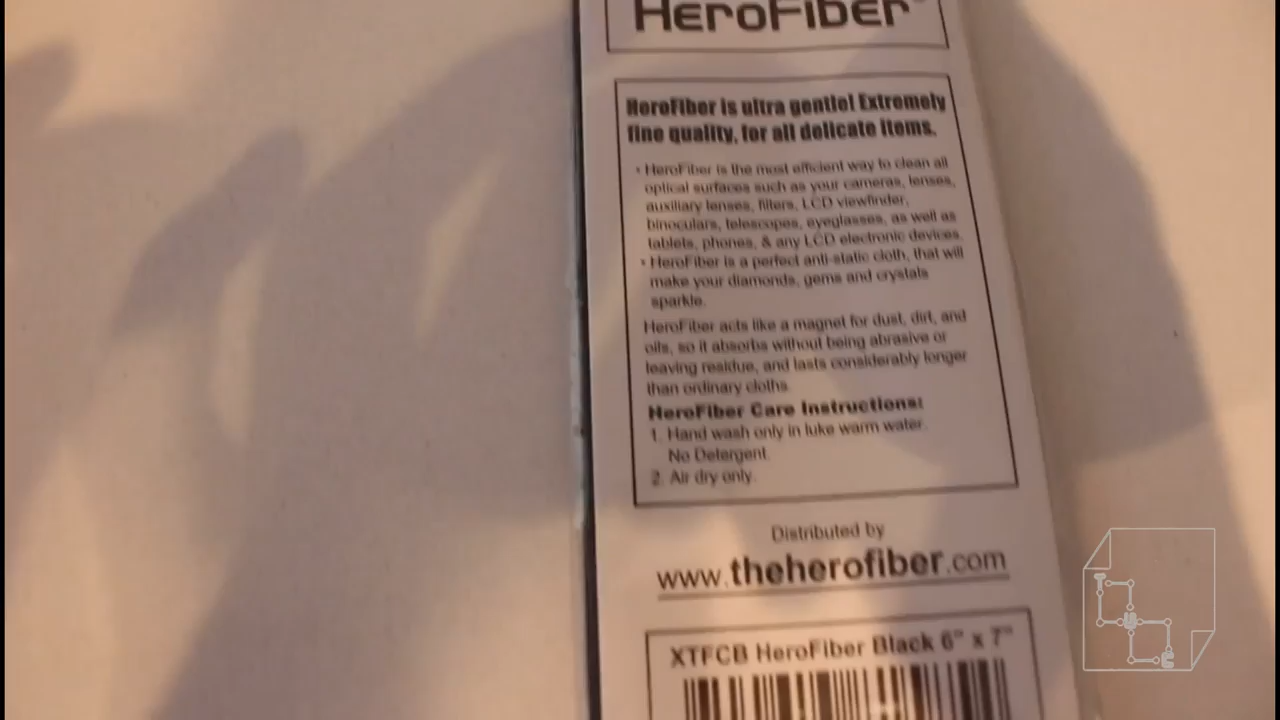 HeroFiber
HeroFiber is ultra gentle! Extremely
fine quality, for all delicate items.
• HeroFiber is the most efficient way to clean all
optical surfaces such as your cameras, lenses,
auxiliary lenses, filters, LCD viewfinder,
binoculars, telescopes, eyeglasses, as well as
tablets, phones, & any LCD electronic devices.
• HeroFiber is a perfect anti-static cloth, that will
make your diamonds, gems and crystals
sparkle.
HeroFiber acts like a magnet for dust, dirt, and
oils, so it absorbs without being abrasive or
leaving residue, and lasts considerably longer
than ordinary cloths.
HeroFiber Care Instructions:
1. Hand wash only in luke warm water.
No Detergent.
2. Air dry only.
Distributed by
www.theherofiber.com
XTFCB HeroFiber Black 6" x 7"